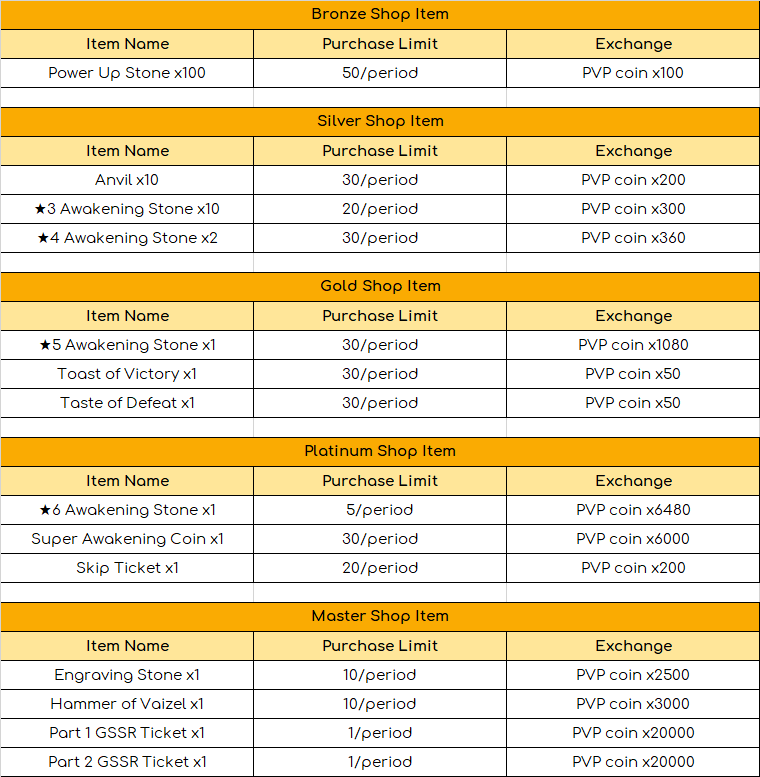 Bronze Shop Item
Item Name Purchase Limit Exchange
Power Up Stone x100 50/period PVP coin x100
Silver Shop Item
Item Name Purchase Limit Exchange
Anvil x10 30/period PVP coin x200
★3 Awakening Stone x10 20/period PVP coin x300
★4 Awakening Stone x2 30/period PVP coin x360
Gold Shop Item
Item Name Purchase Limit Exchange
★5 Awakening Stone x1 30/period PVP coin x1080
Toast of Victory x1 30/period PVP coin x50
Taste of Defeat x1 30/period PVP coin x50
Platinum Shop Item
Item Name Purchase Limit Exchange
★6 Awakening Stone x1 5/period PVP coin x6480
Super Awakening Coin x1 30/period PVP coin x6000
Skip Ticket x1 20/period PVP coin x200
Master Shop Item
Item Name Purchase Limit Exchange
Engraving Stone x1 10/period PVP coin x2500
Hammer of Vaizel x1 10/period PVP coin x3000
Part 1 GSSR Ticket x1 1/period PVP coin x20000
Part 2 GSSR Ticket x1 1/period PVP coin x20000